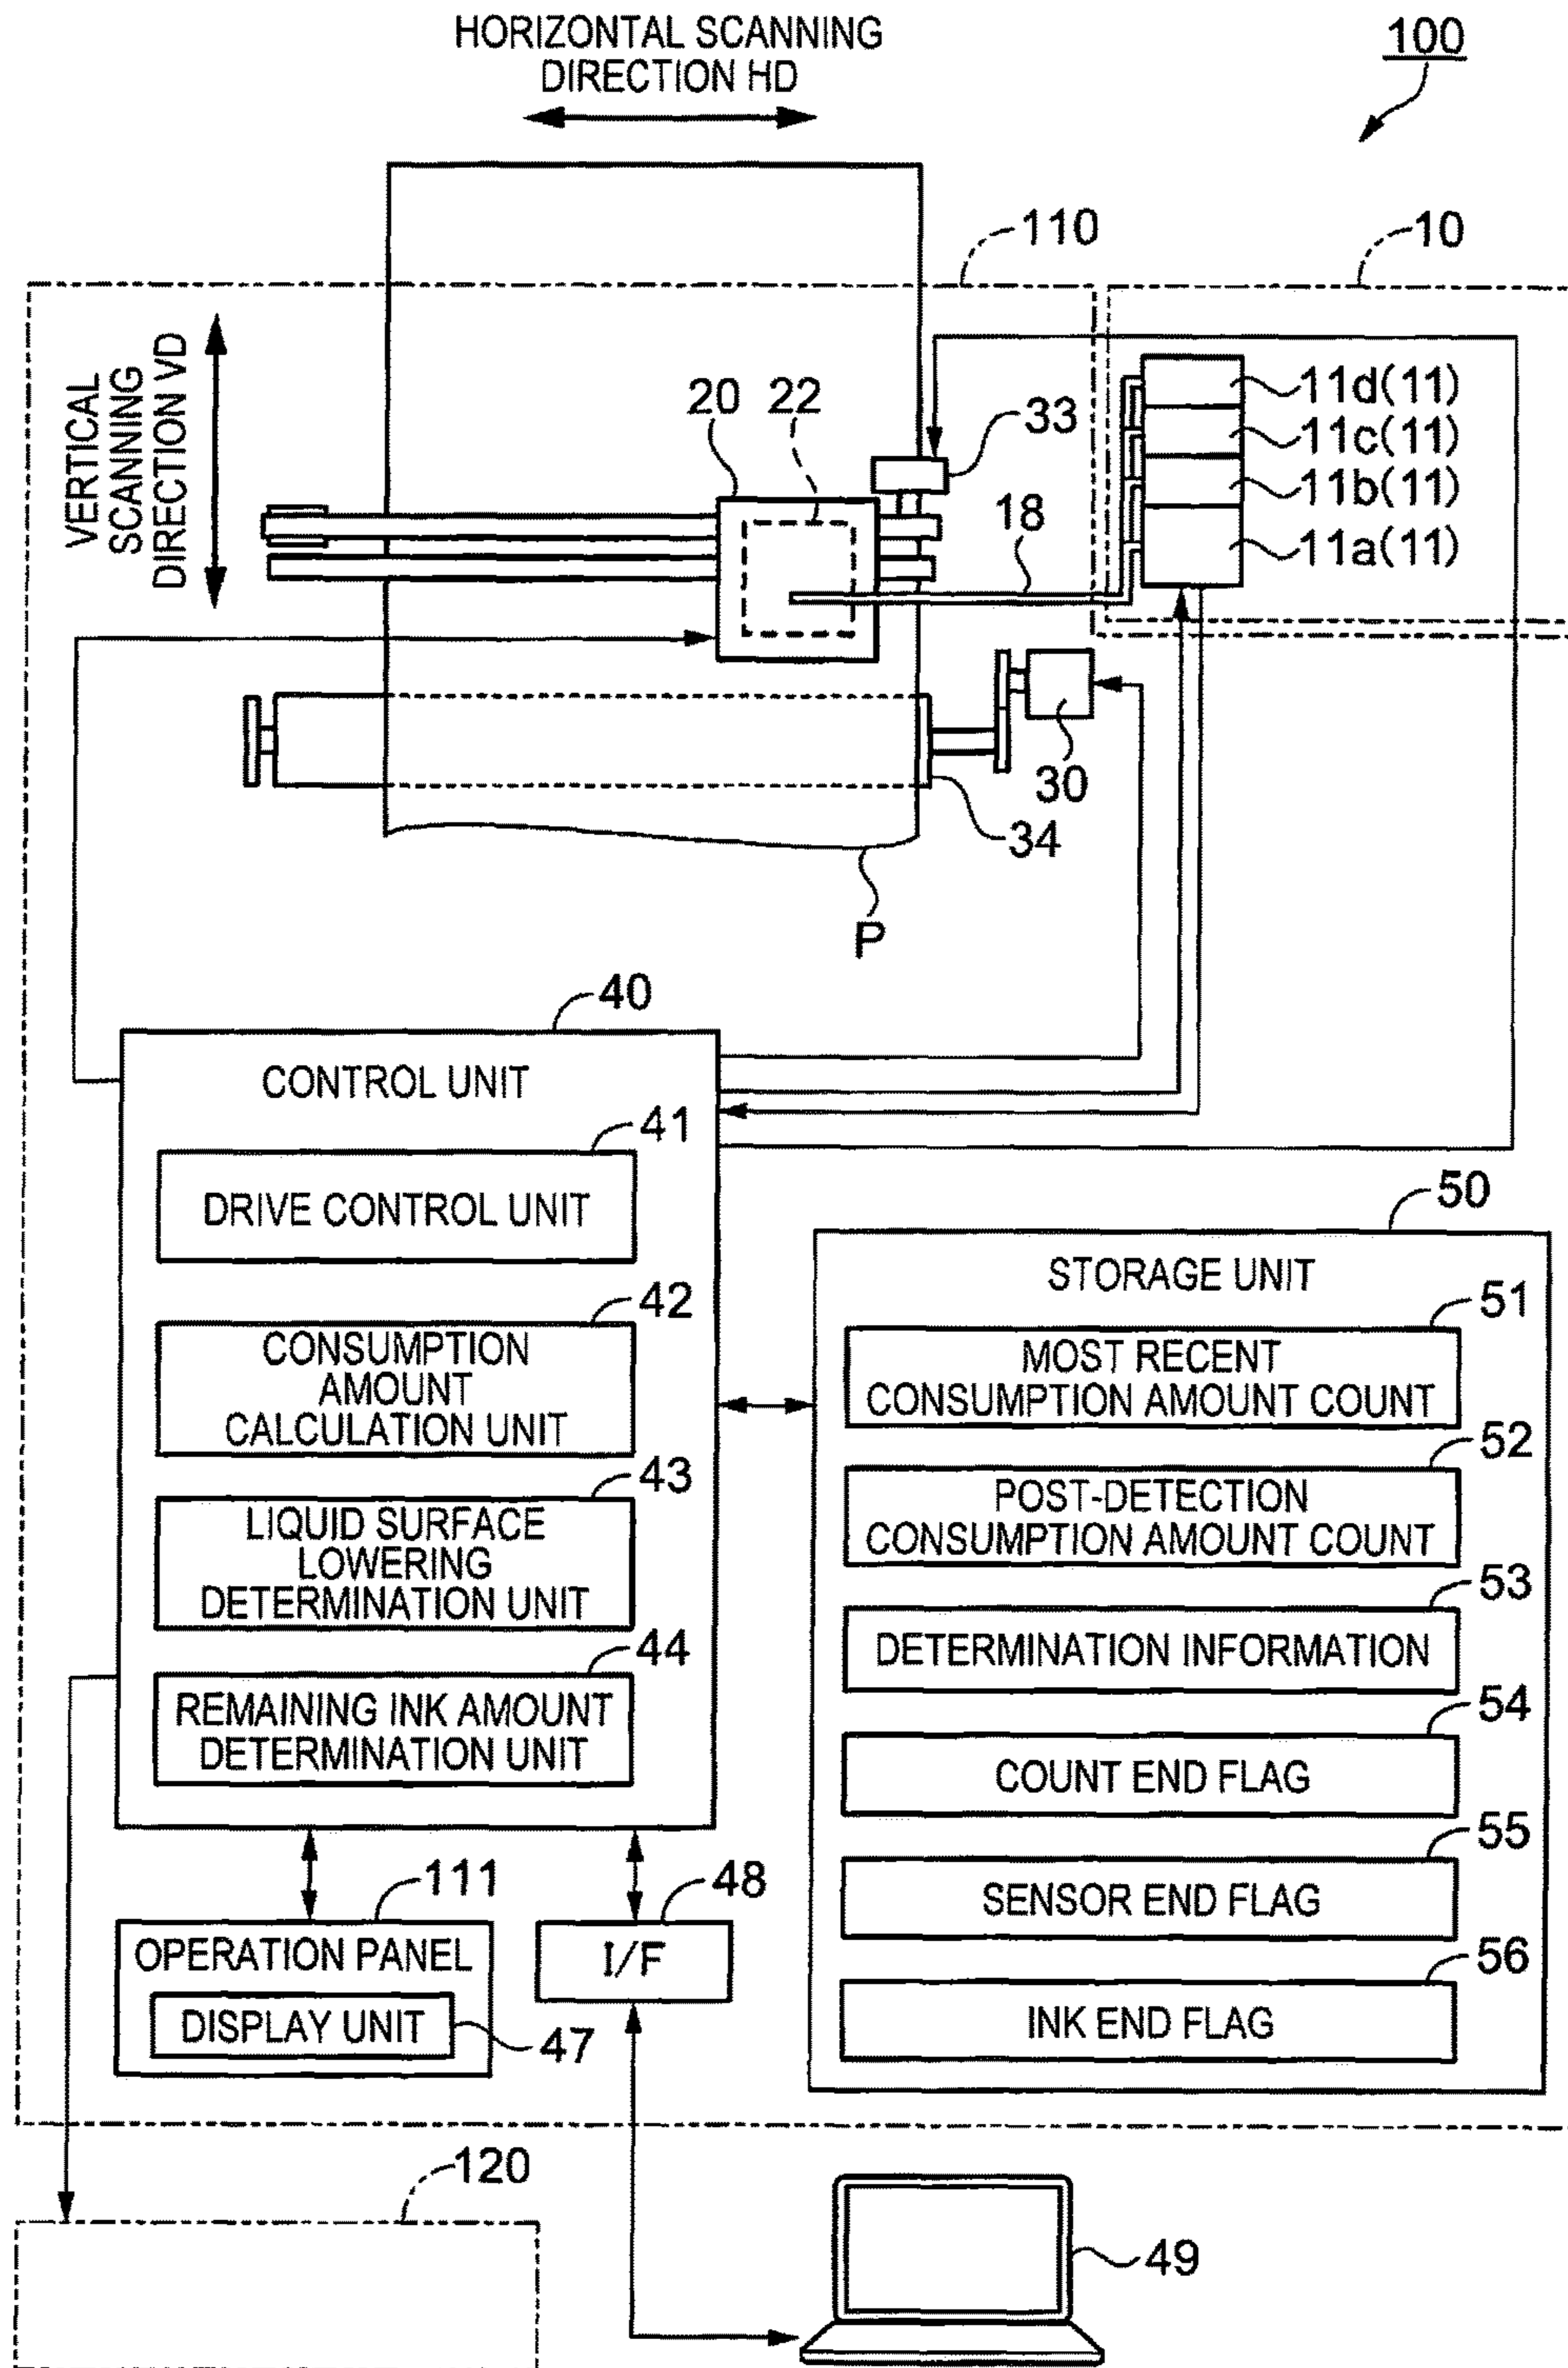 HORIZONTAL SCANNING
DIRECTION HD
100
110
10
VERTICAL
SCANNING
DIRECTION VD
20
22
33
11d(11)
11c(11)
11b(11)
11a(11)
18
30
34
P
40
CONTROL UNIT
41
DRIVE CONTROL UNIT
42
CONSUMPTION
AMOUNT
CALCULATION UNIT
43
LIQUID SURFACE
LOWERING
DETERMINATION UNIT
44
REMAINING INK AMOUNT
DETERMINATION UNIT
50
STORAGE UNIT
51
MOST RECENT
CONSUMPTION AMOUNT COUNT
52
POST-DETECTION
CONSUMPTION AMOUNT COUNT
53
DETERMINATION INFORMATION
54
COUNT END FLAG
55
SENSOR END FLAG
56
INK END FLAG
111
OPERATION PANEL
DISPLAY UNIT
47
48
I/F
120
49